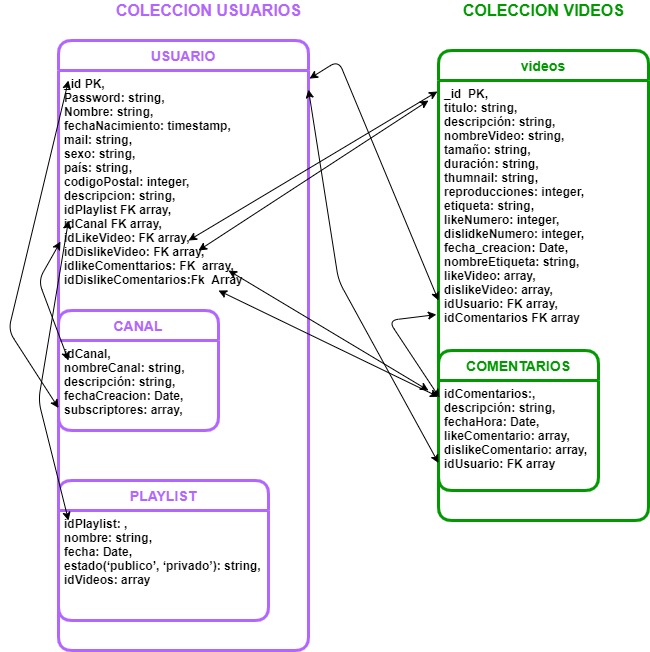 COLECCION USUARIOS
USUARIO
_id PK,
Password: string,
Nombre: string,
fechaNacimiento: timestamp,
mail: string,
sexo: string,
país: string,
codigoPostal: integer,
descripcion: string,
idPlaylist FK array,
idCanal FK array,
idLikeVideo: FK array,
idDislikeVideo: FK array,
idlikeComenttarios: FK array,
idDislikeComentarios:Fk Array
CANAL
idCanal,
nombreCanal: string,
descripción: string,
fechaCreacion: Date,
subscriptores: array,
PLAYLIST
idPlaylist: ,
nombre: string,
fecha: Date,
estado(‘publico’, ‘privado’): string,
idVideos: array
COLECCION VIDEOS
videos
_id PK,
titulo: string,
descripción: string,
nombreVideo: string,
tamaño: string,
duración: string,
thumnail: string,
reproducciones: integer,
etiqueta: string,
likeNumero: integer,
dislidkeNumero: integer,
fecha_creacion: Date,
nombreEtiqueta: string,
likeVideo: array,
dislikeVideo: array,
idUsuario: FK array,
idComentarios FK array
COMENTARIOS
idComentarios:,
descripción: string,
fechaHora: Date,
likeComentario: array,
dislikeComentario: array,
idUsuario: FK array